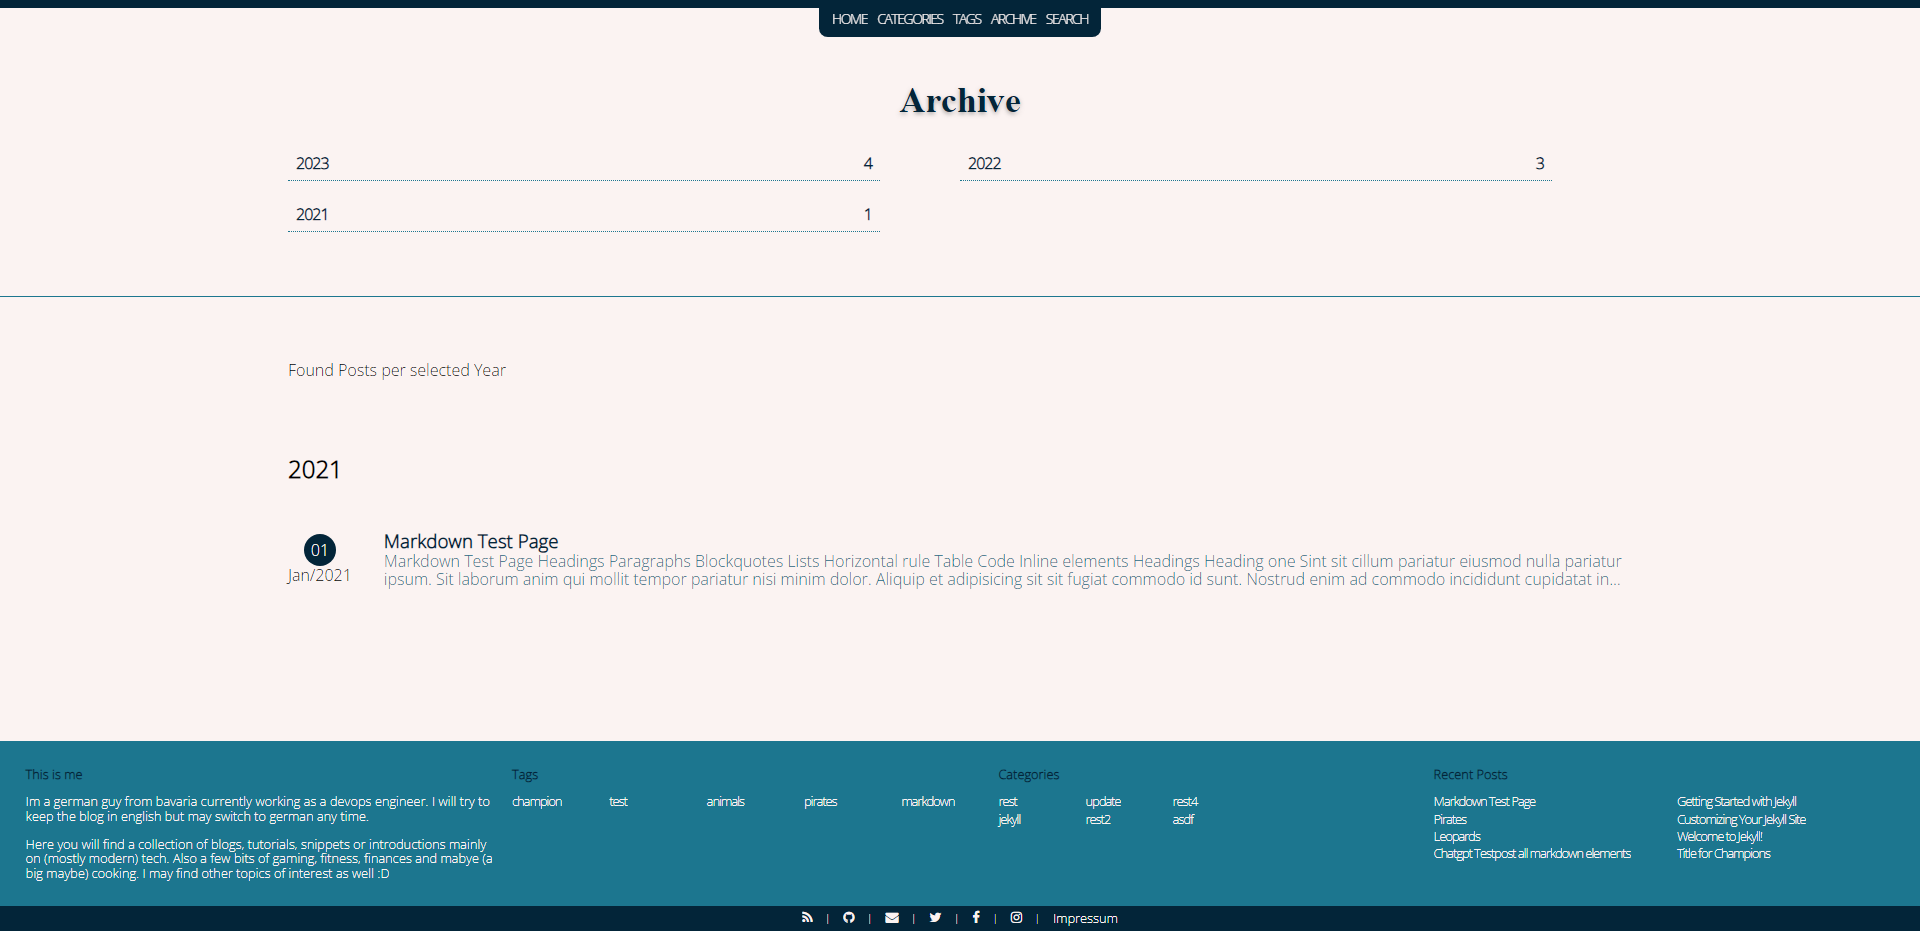 HOME CATEGORIES TAGS ARCHIVE SEARCH
Archive
2023 4
2022 3
2021 1
Found Posts per selected Year
2021
01
Jan/2021
Markdown Test Page
Markdown Test Page Headings Paragraphs Blockquotes Lists Horizontal rule Table Code Inline elements Headings Heading one Sint sit cillum pariatur eiusmod nulla pariatur
ipsum. Sit laborum anim qui mollit tempor pariatur nisi minim dolor. Aliquip et adipisicing sit sit fugiat commodo id sunt. Nostrud enim ad commodo incididunt cupidatat in...
This is me
Im a german guy from bavaria currently working as a devops engineer. I will try to
keep the blog in english but may switch to german any time.
Here you will find a collection of blogs, tutorials, snippets or introductions mainly
on (mostly modern) tech. Also a few bits of gaming, fitness, finances and mabye (a
big maybe) cooking. I may find other topics of interest as well :D
Tags
champion test animals pirates markdown
Categories
rest update rest4
jekyll rest2 asdf
Recent Posts
Markdown Test Page
Pirates
Leopards
Chatgpt Testpost all markdown elements
Getting Started with Jekyll
Customizing Your Jekyll Site
Welcome to Jekyll!
Title for Champions
| | | | | | Impressum